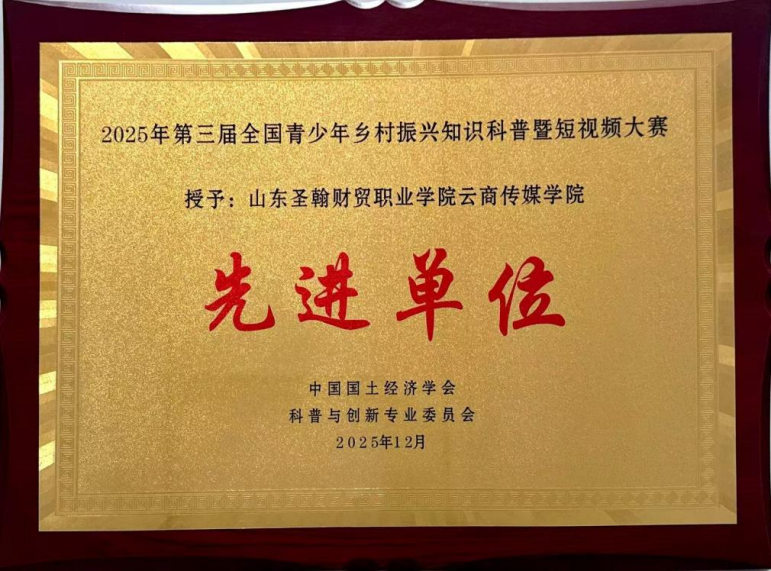 2025年第三届全国青少年乡村振兴知识科普暨短视频大赛
授予：山东圣翰财贸职业学院云商传媒学院
先进单位
中国国土经济学会
科普与创新专业委员会
2025年12月